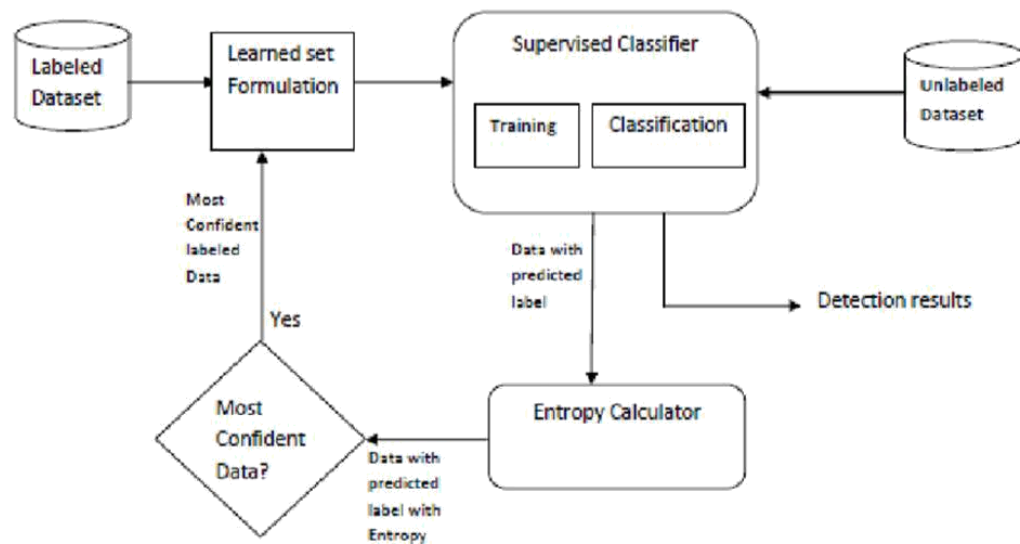 Labeled
Dataset
Learned set
Formulation
Supervised Classifier
Training
Classification
Unlabeled
Dataset
Most
Confident
labeled
Data
Data with
predicted
label
Detection results
Yes
Most
Confident
Data?
Entropy Calculator
Data with
predicted
label with
Entropy